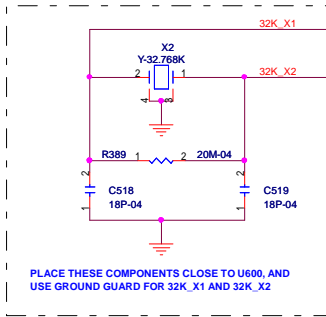 32K_X1
X2
Y-32.768K
2
1
32K_X2
4
3
R389
1
2
20M-04
2
2
C518
C519
18P-04
18P-04
1
1
PLACE THESE COMPONENTS CLOSE TO U600, AND
USE GROUND GUARD FOR 32K_X1 AND 32K_X2